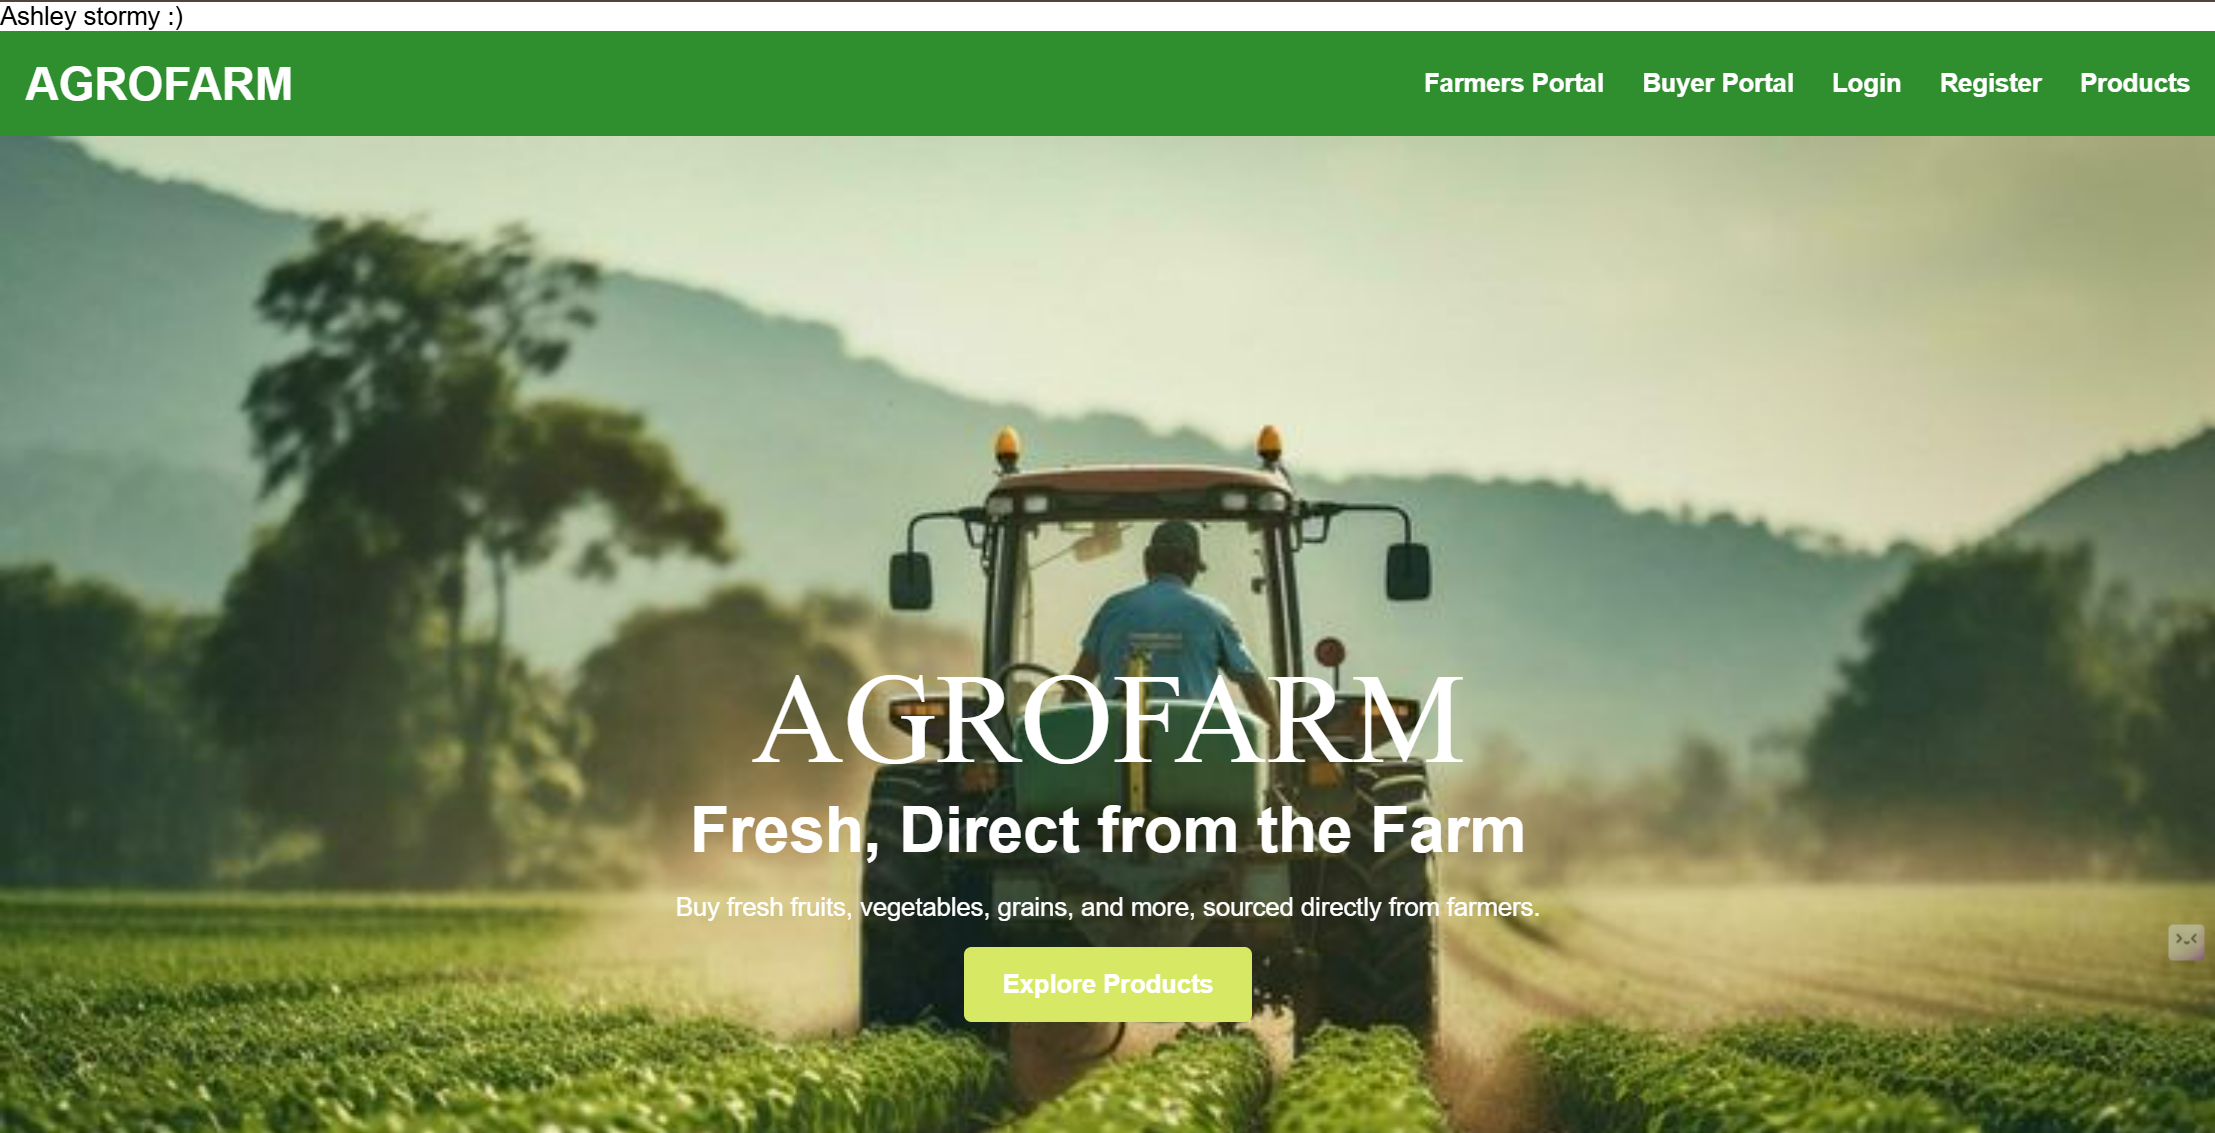 Ashley stormy :)
AGROFARM
Farmers Portal Buyer Portal Login Register Products
AGROFARM
Fresh, Direct from the Farm
Buy fresh fruits, vegetables, grains, and more, sourced directly from farmers.
Explore Products